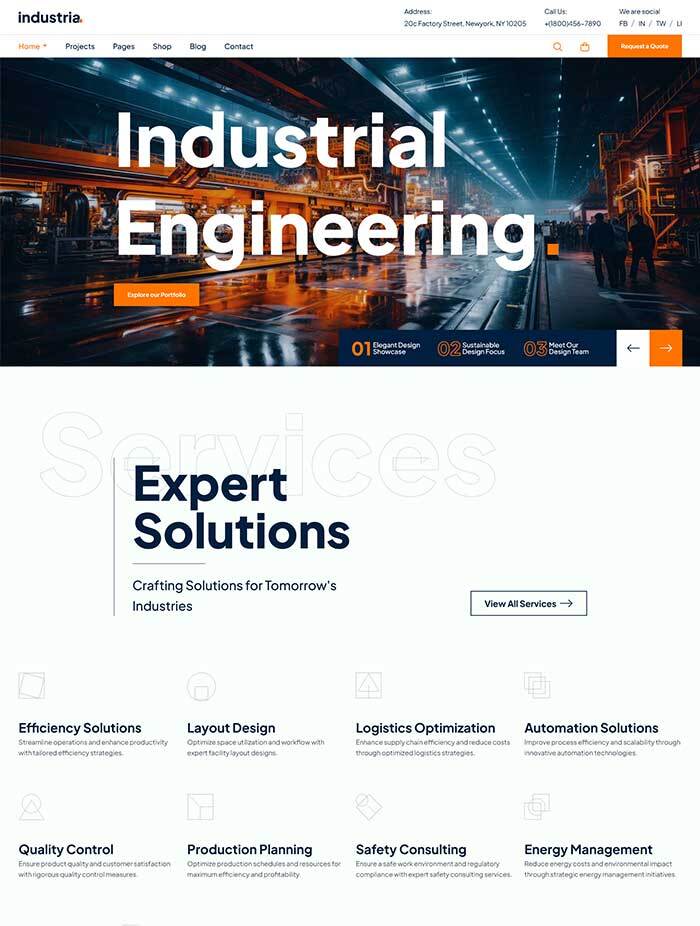 industria.
Address:
20c Factory Street, Newyork, NY 10205
Call Us:
+(1800)456-7890
We are social
FB / IN / TW / LI
Home
Projects
Pages
Shop
Blog
Contact
Request a Quote
Industrial
Engineering
Explore our Portfolio
01 Elegant Design
Showcase
02 Sustainable
Design Focus
03 Meet Our
Design Team
Services
Expert
Solutions
Crafting Solutions for Tomorrow's
Industries
View All Services
Efficiency Solutions
Streamline operations and enhance productivity
with tailored efficiency strategies.
Layout Design
Optimize space utilization and workflow with
expert facility layout designs.
Logistics Optimization
Enhance supply chain efficiency and reduce costs
through optimized logistics strategies.
Automation Solutions
Improve process efficiency and scalability through
innovative automation technologies.
Quality Control
Ensure product quality and customer satisfaction
with rigorous quality control measures.
Production Planning
Optimize production schedules and resources for
maximum efficiency and profitability.
Safety Consulting
Ensure a safe work environment and regulatory
compliance with expert safety consulting services.
Energy Management
Reduce energy costs and environmental impact
through strategic energy management initiatives.